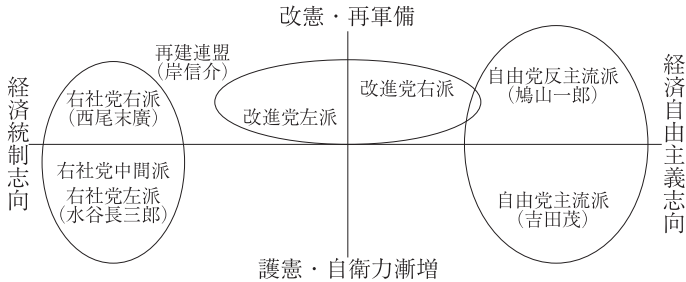 改憲・再軍備
再建連盟
（岸信介）
経済統制志向
右社党右派
（西尾末廣）
右社党中間派
右社党左派
（水谷長三郎）
改進党左派
改進党右派
自由党反主流派
（鳩山一郎）
自由党主流派
（吉田茂）
経済自由主義志向
護憲・自衛力漸増